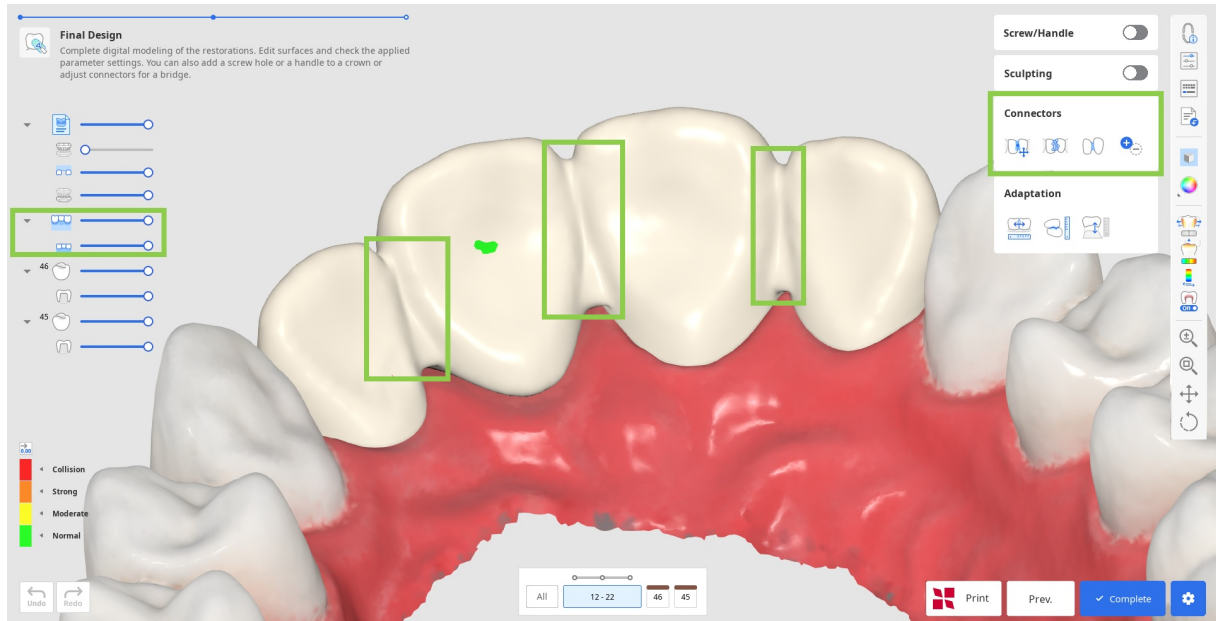 Final Design
Complete digital modeling of the restorations. Edit surfaces and check the applied
parameter settings. You can also add a screw hole or a handle to a crown or
adjust connectors for a bridge.
Screw/Handle
Sculpting
Connectors
Adaptation
46
45
0.00
Collision
Strong
Moderate
Normal
Undo
Redo
All
12 - 22
46
45
Print
Prev.
Complete
Off